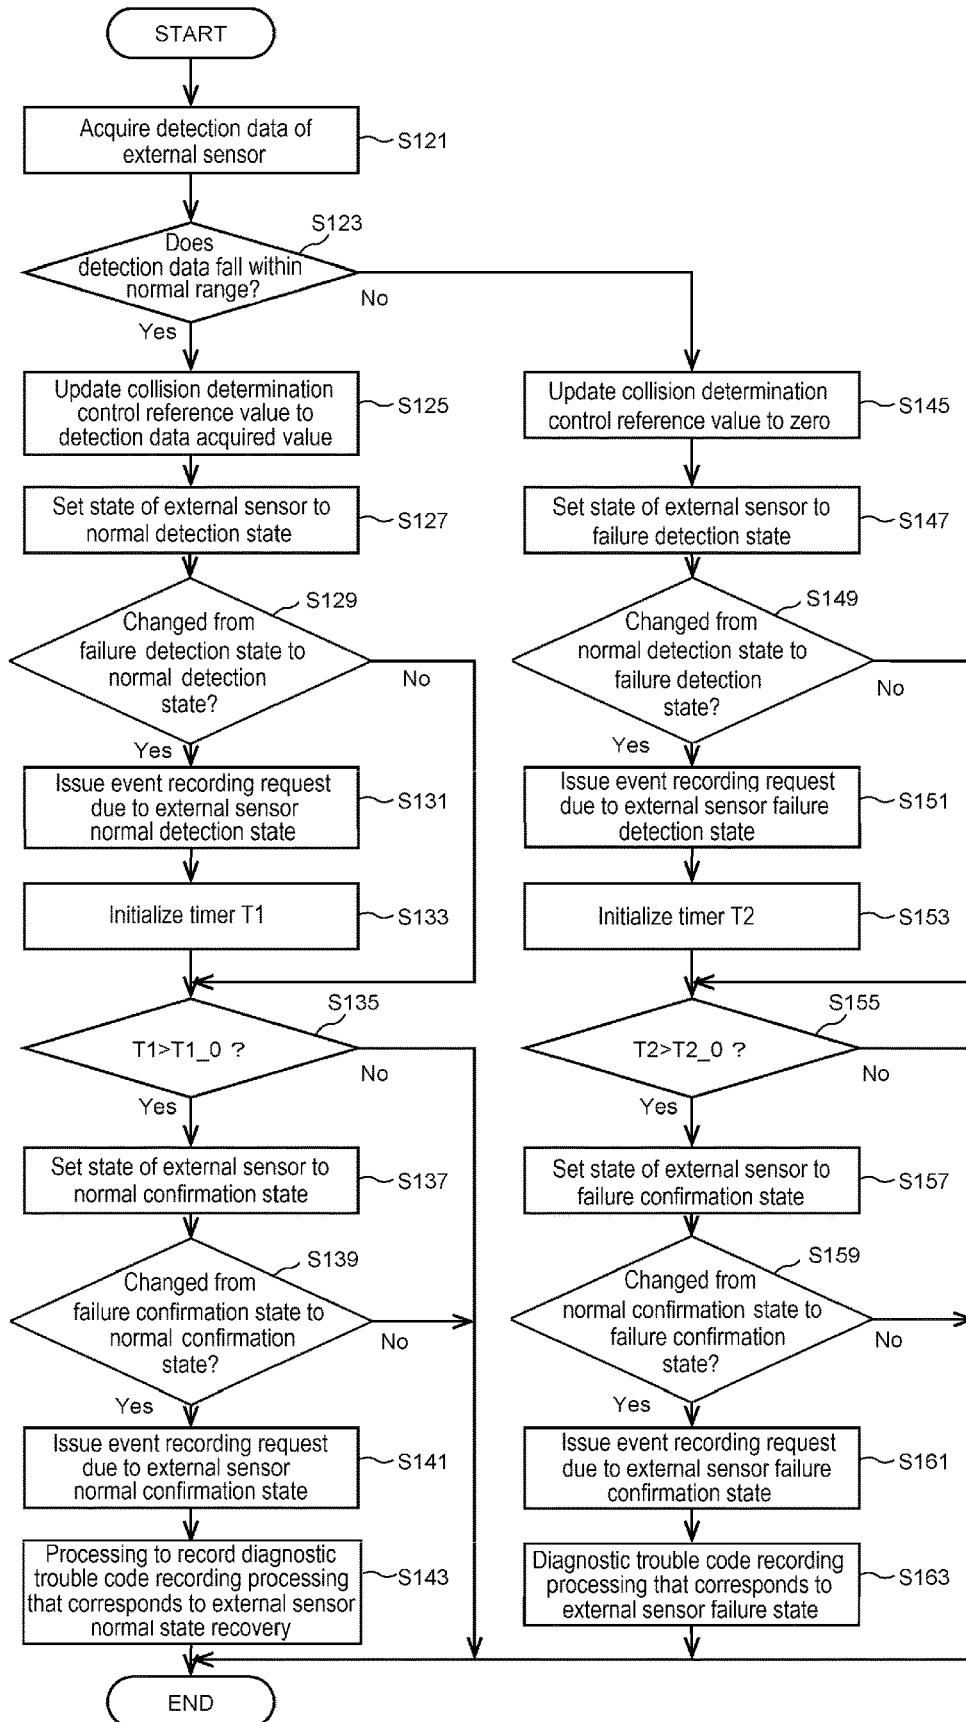 START
Acquire detection data of
external sensor
S121
S123
Does
detection data fall within
normal range?
No
Yes
Update collision determination
control reference value to
detection data acquired value
S125
Set state of external sensor to
normal detection state
S127
S129
Changed from
failure detection state to
normal detection
state?
No
Yes
Issue event recording request
due to external sensor
normal detection state
S131
Initialize timer T1
S133
S135
T1>T1_0 ?
No
Yes
Set state of external sensor to
normal confirmation state
S137
S139
Changed from
failure confirmation state to
normal confirmation
state?
No
Yes
Issue event recording request
due to external sensor
normal confirmation state
S141
Processing to record diagnostic
trouble code recording processing
that corresponds to external sensor
normal state recovery
S143
END
Update collision determination
control reference value to zero
S145
Set state of external sensor to
failure detection state
S147
S149
Changed from
normal detection state to
failure detection
state?
No
Yes
Issue event recording request
due to external sensor failure
detection state
S151
Initialize timer T2
S153
S155
T2>T2_0 ?
No
Yes
Set state of external sensor to
failure confirmation state
S157
S159
Changed from
normal confirmation state to
failure confirmation
state?
No
Yes
Issue event recording request
due to external sensor failure
confirmation state
S161
Diagnostic trouble code recording
processing that corresponds to
external sensor failure state
S163